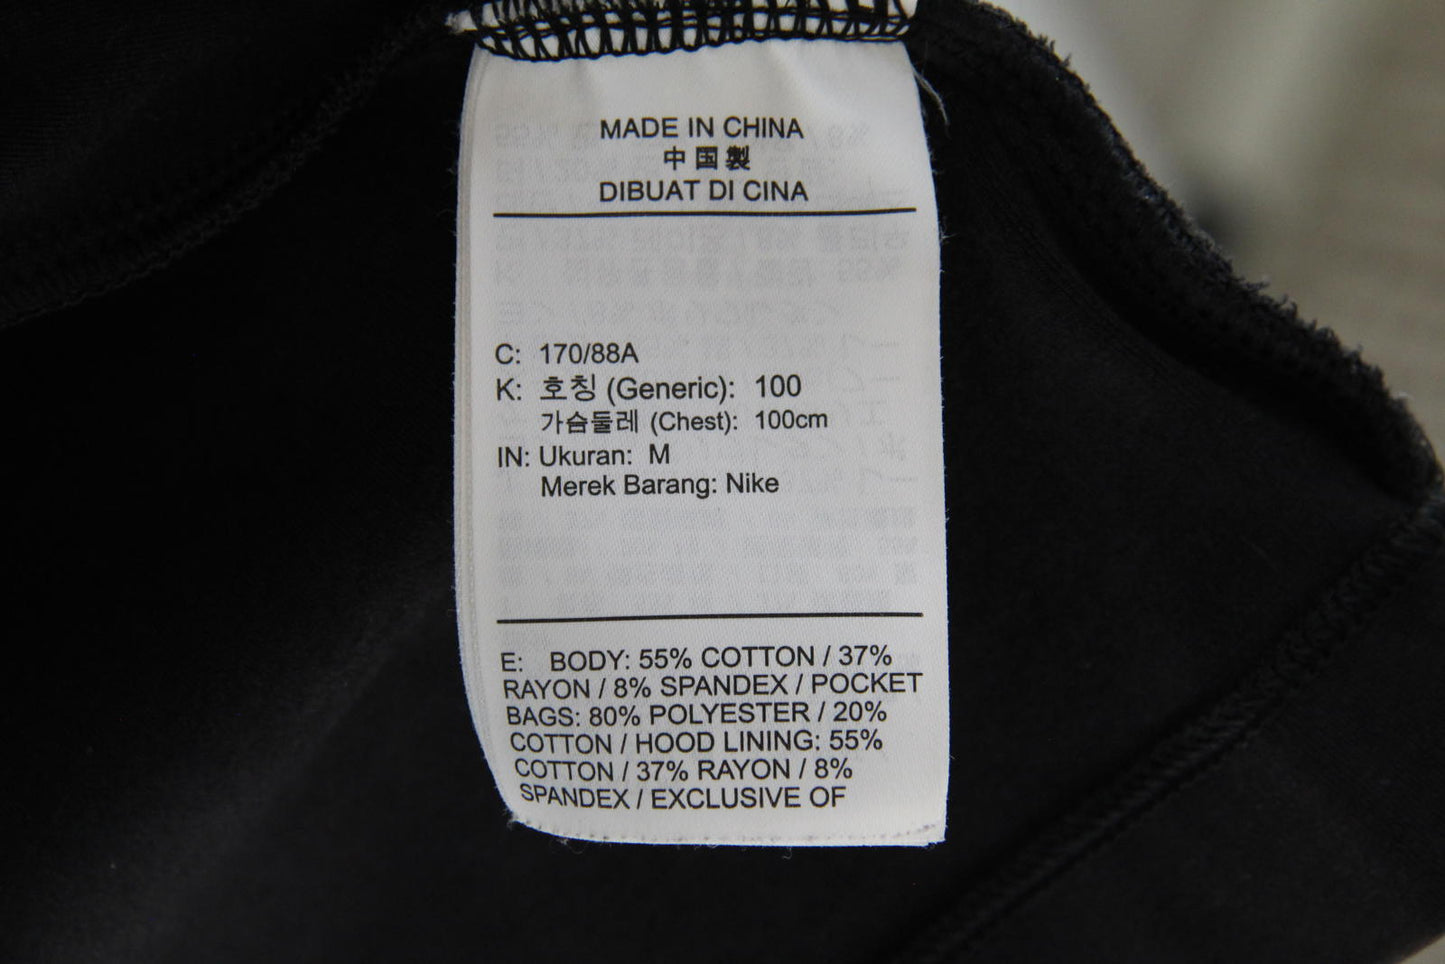 MADE IN CHINA
中国製
DIBUAT DI CINA
C: 170/88A
K: 호칭 (Generic): 100
가슴둘레 (Chest): 100cm
IN: Ukuran: M
Merek Barang: Nike
E: BODY: 55% COTTON / 37%
RAYON / 8% SPANDEX / POCKET
BAGS: 80% POLYESTER / 20%
COTTON / HOOD LINING: 55%
COTTON / 37% RAYON / 8%
SPANDEX / EXCLUSIVE OF